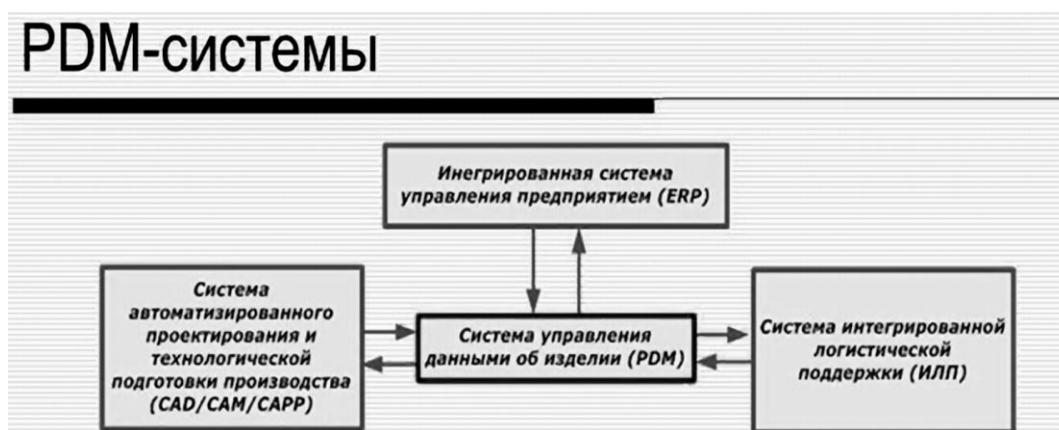 PDM-системы
Инегрированная система
управления предприятием (ERP)
Система
автоматизированного
проектирования и
технологической
подготовки производства
(CAD/CAM/CAPP)
Система управления
данными об изделии (PDM)
Система интегрированной
логистической
поддержки (ИЛП)